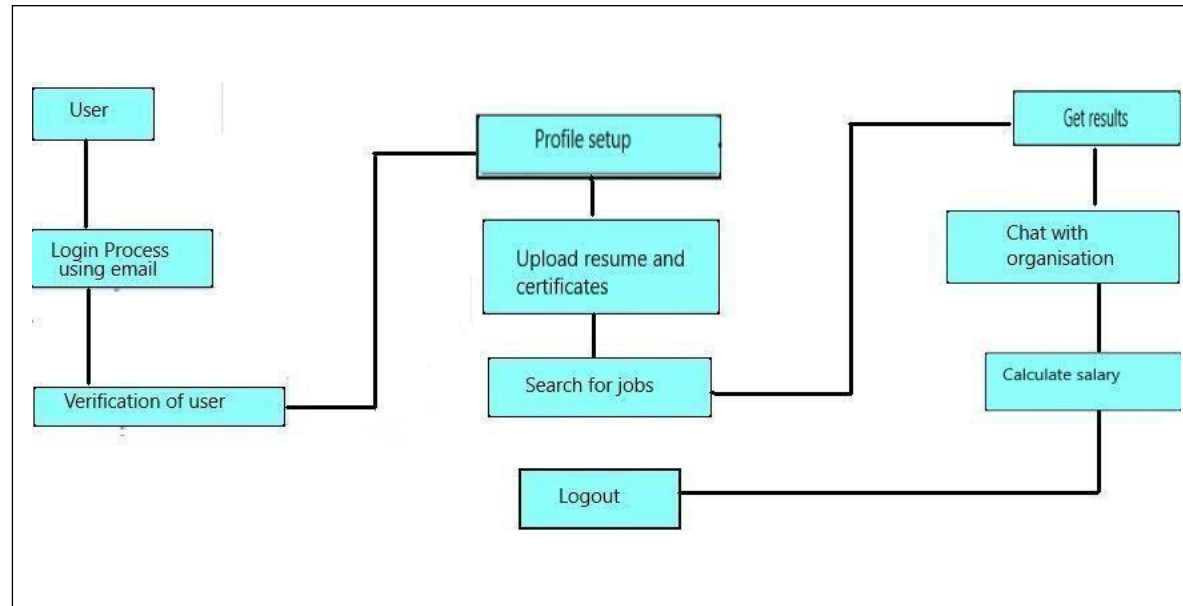 User
Login Process
using email
Verification of user
Profile setup
Upload resume and
certificates
Search for jobs
Get results
Chat with
organisation
Calculate salary
Logout